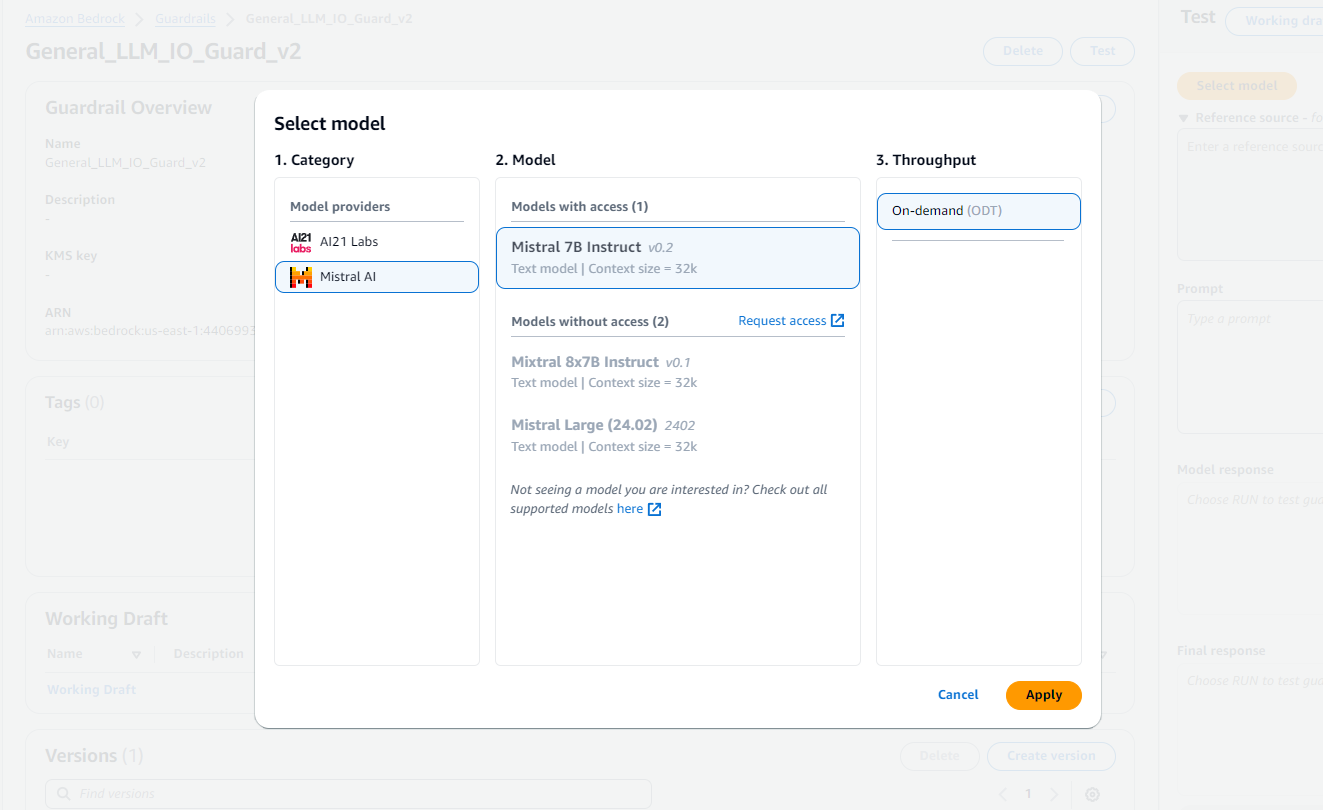 Amazon Bedrock > Guardrails > General_LLM_IO_Guard_v2
General_LLM_IO_Guard_v2
Delete
Test
Guardrail Overview
Name
General_LLM_IO_Guard_v2
Description
-
KMS key
-
ARN
arn:aws:bedrock:us-east-1:4406993
Tags (0)
Key
Working Draft
Name
Description
Working Draft
Versions (1)
Delete
Create version
Find versions
1
Select model
1. Category
Model providers
AI21 labs
AI21 Labs
Mistral AI
2. Model
Models with access (1)
Mistral 7B Instruct v0.2
Text model | Context size = 32k
Models without access (2)
Request access
Mixtral 8x7B Instruct v0.1
Text model | Context size = 32k
Mistral Large (24.02) 2402
Text model | Context size = 32k
Not seeing a model you are interested in? Check out all
supported models here
3. Throughput
On-demand (ODT)
Cancel
Apply
Test
Working dra
Select model
Reference source - fo
Enter a reference sourc
Prompt
Type a prompt
Model response
Choose RUN to test gua
Final response
Choose RUN to test gua